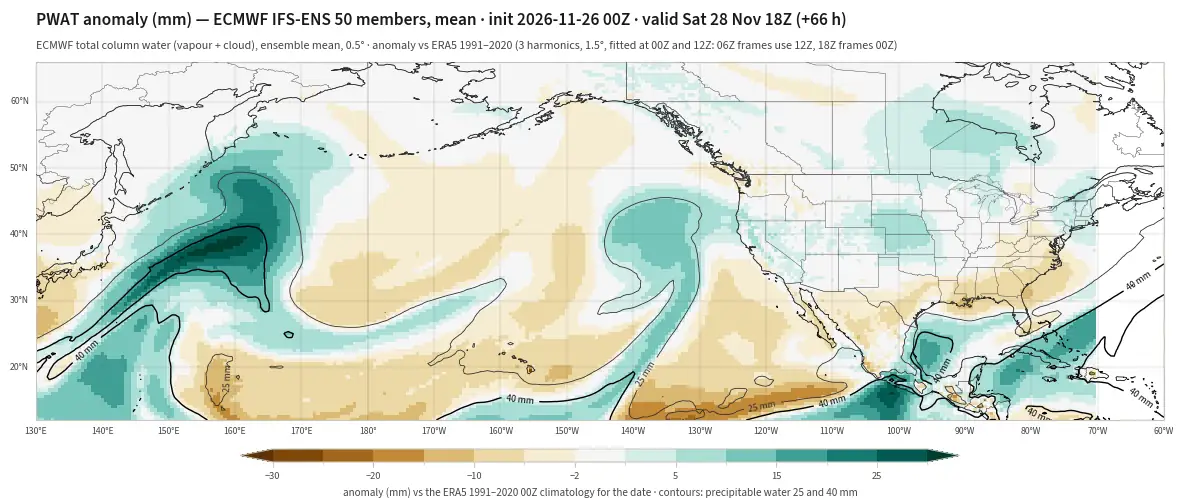 PWAT anomaly (mm) — ECMWF IFS-ENS 50 members, mean · init 2026-11-26 00Z · valid Sat 28 Nov 18Z (+66 h)
ECMWF total column water (vapour + cloud), ensemble mean, 0.5° · anomaly vs ERA5 1991–2020 (3 harmonics, 1.5°, fitted at 00Z and 12Z: 06Z frames use 12Z, 18Z frames 00Z)
60°N
50°N
40°N
30°N
20°N
40 mm
25 mm
40 mm
25 mm
25 mm
40 mm
40 mm
40 mm
40 mm
40 mm
130°E 140°E 150°E 160°E 170°E 180° 170°W 160°W 150°W 140°W 130°W 120°W 110°W 100°W 90°W 80°W 70°W 60°W
−30 −20 −10 −2 5 15 25
anomaly (mm) vs the ERA5 1991–2020 00Z climatology for the date · contours: precipitable water 25 and 40 mm